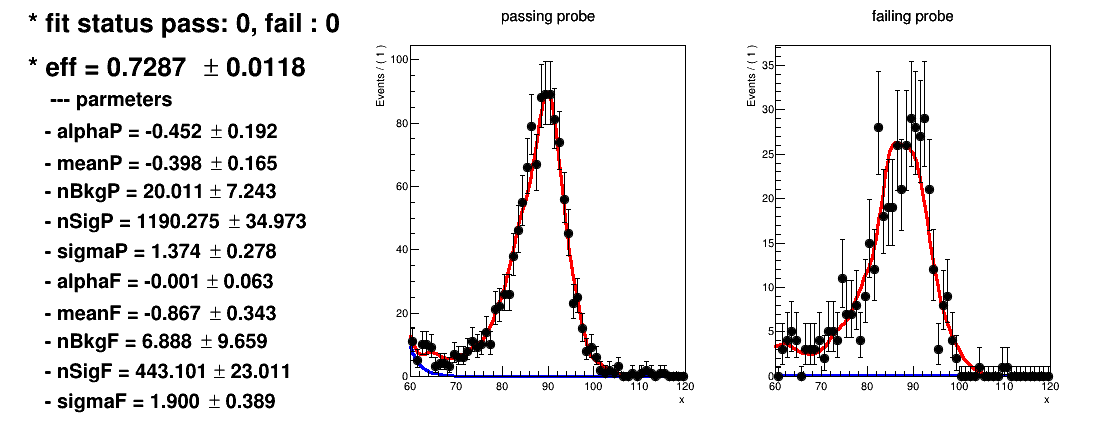 * fit status pass: 0, fail : 0
* eff = 0.7287 ± 0.0118
--- parmeters
- alphaP = -0.452 ± 0.192
- meanP = -0.398 ± 0.165
- nBkgP = 20.011 ± 7.243
- nSigP = 1190.275 ± 34.973
- sigmaP = 1.374 ± 0.278
- alphaF = -0.001 ± 0.063
- meanF = -0.867 ± 0.343
- nBkgF = 6.888 ± 9.659
- nSigF = 443.101 ± 23.011
- sigmaF = 1.900 ± 0.389
passing probe
Events / ( 1 )
100
80
60
40
20
0
60 70 80 90 100 110 120
x
failing probe
Events / ( 1 )
35
30
25
20
15
10
5
0
60 70 80 90 100 110 120
x